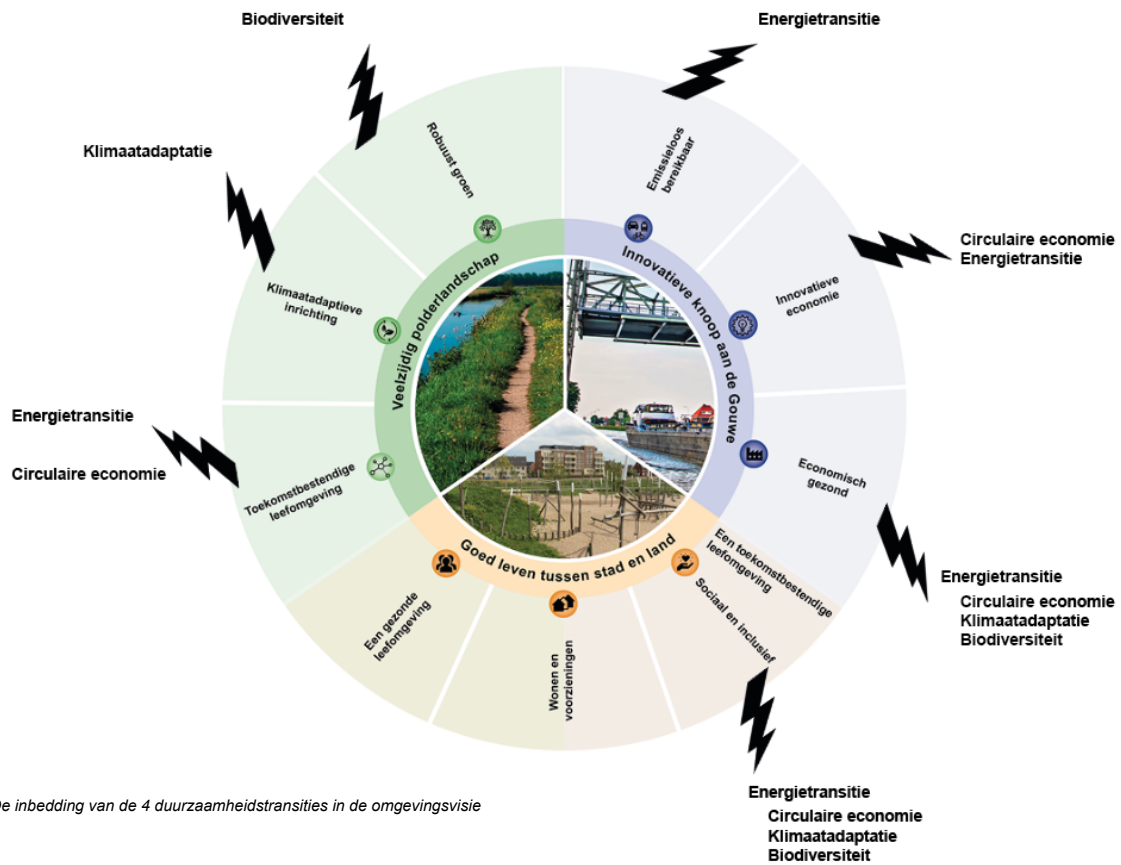 Biodiversiteit
Energietransitie
Klimaatadaptatie
Robuust groen
Emissieloos
bereikbaar
Circulaire economie
Energietransitie
Klimaatadaptieve
inrichting
Innovatieve
economie
Veelzijdig polderlandschap
Innovatieve knoop aan de Gouwe
Energietransitie
Circulaire economie
Toekomstbestendige
leefomgeving
Economisch
gezond
Goed leven tussen stad en land
Een toekomstbestendige
leefomgeving
Sociaal en inclusief
Een gezonde
leefomgeving
Wonen en
voorzieningen
Energietransitie
Circulaire economie
Klimaatadaptatie
Biodiversiteit
Energietransitie
Circulaire economie
Klimaatadaptatie
Biodiversiteit
De inbedding van de 4 duurzaamheidstransities in de omgevingsvisie